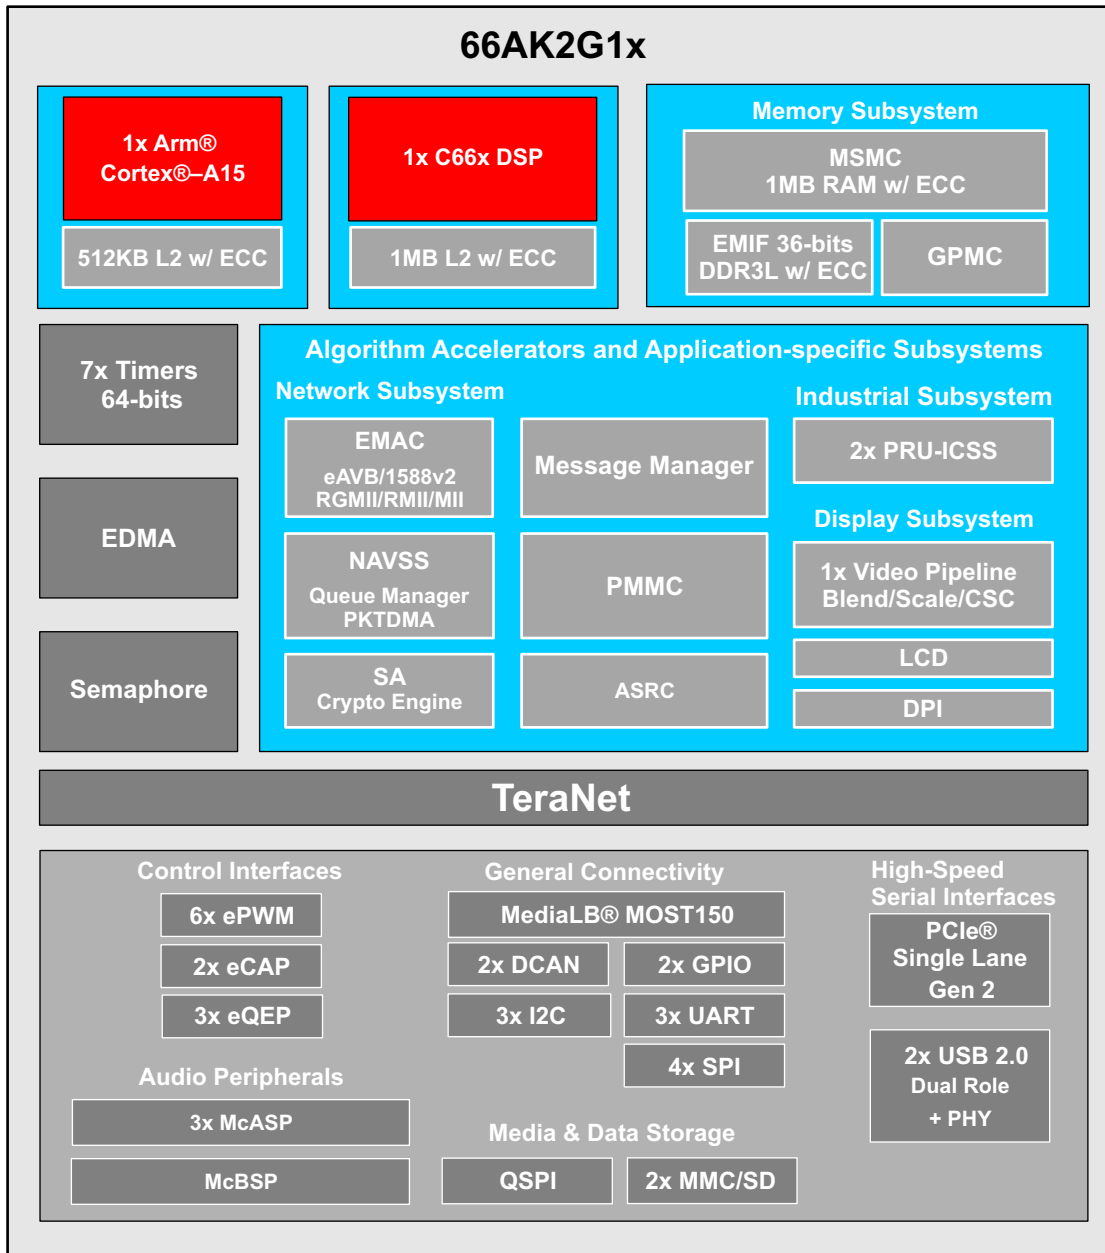 66AK2G1x
1x Arm®
Cortex®–A15
512KB L2 w/ ECC
1x C66x DSP
1MB L2 w/ ECC
Memory Subsystem
MSMC
1MB RAM w/ ECC
EMIF 36-bits
DDR3L w/ ECC
GPMC
7x Timers
64-bits
EDMA
Semaphore
Algorithm Accelerators and Application-specific Subsystems
Network Subsystem
EMAC
eAVB/1588v2
RGMII/RMII/MII
NAVSS
Queue Manager
PKTDMA
SA
Crypto Engine
Message Manager
PMMC
ASRC
Industrial Subsystem
2x PRU-ICSS
Display Subsystem
1x Video Pipeline
Blend/Scale/CSC
LCD
DPI
TeraNet
Control Interfaces
6x ePWM
2x eCAP
3x eQEP
Audio Peripherals
3x McASP
McBSP
General Connectivity
MediaLB® MOST150
2x DCAN
2x GPIO
3x I2C
3x UART
4x SPI
Media & Data Storage
QSPI
2x MMC/SD
High-Speed
Serial Interfaces
PCIe®
Single Lane
Gen 2
2x USB 2.0
Dual Role
+ PHY